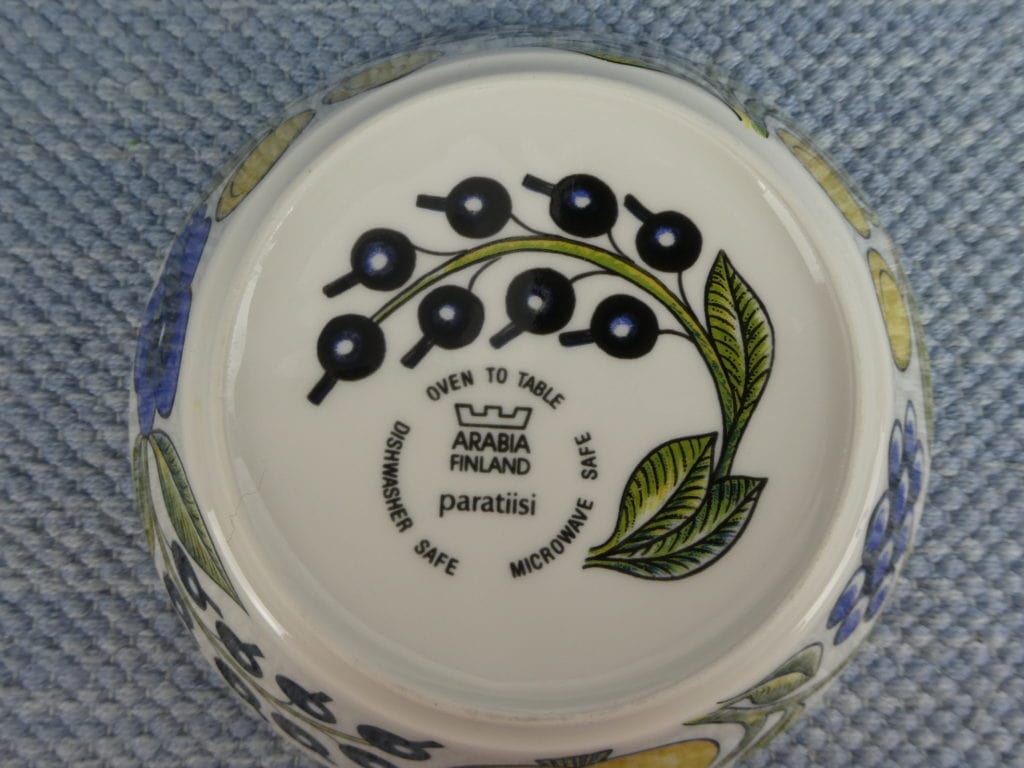 OVEN TO TABLE
ARABIA
FINLAND
paratiisi
DISHWASHER SAFE
MICROWAVE SAFE